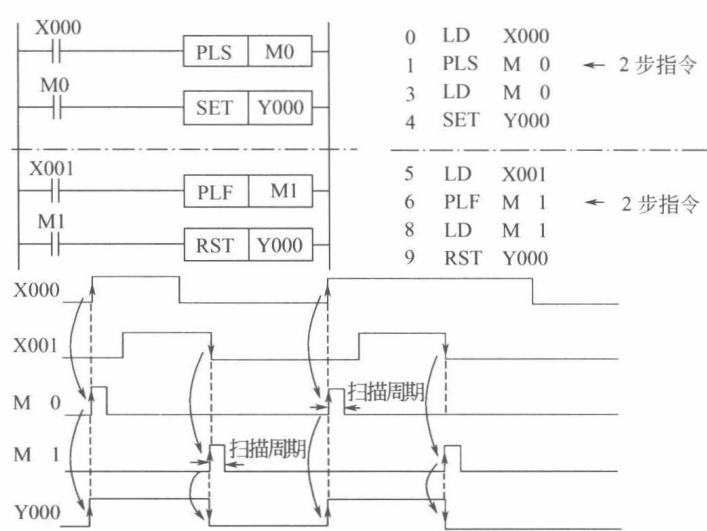 X000
PLS M0
M0
SET Y000
X001
PLF M1
M1
RST Y000
0 LD X000
1 PLS M 0 ← 2 步指令
3 LD M 0
4 SET Y000
5 LD X001
6 PLF M 1 ← 2 步指令
8 LD M 1
9 RST Y000
X000
X001
M 0
扫描周期
M 1
扫描周期
Y000